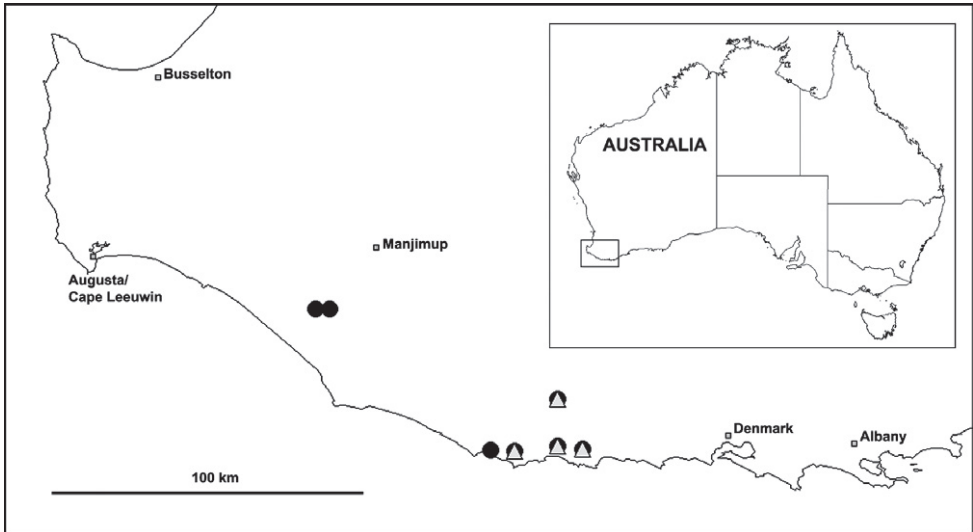 Busselton
AUSTRALIA
Manjimup
Augusta/
Cape Leeuwin
Denmark
Albany
100 km